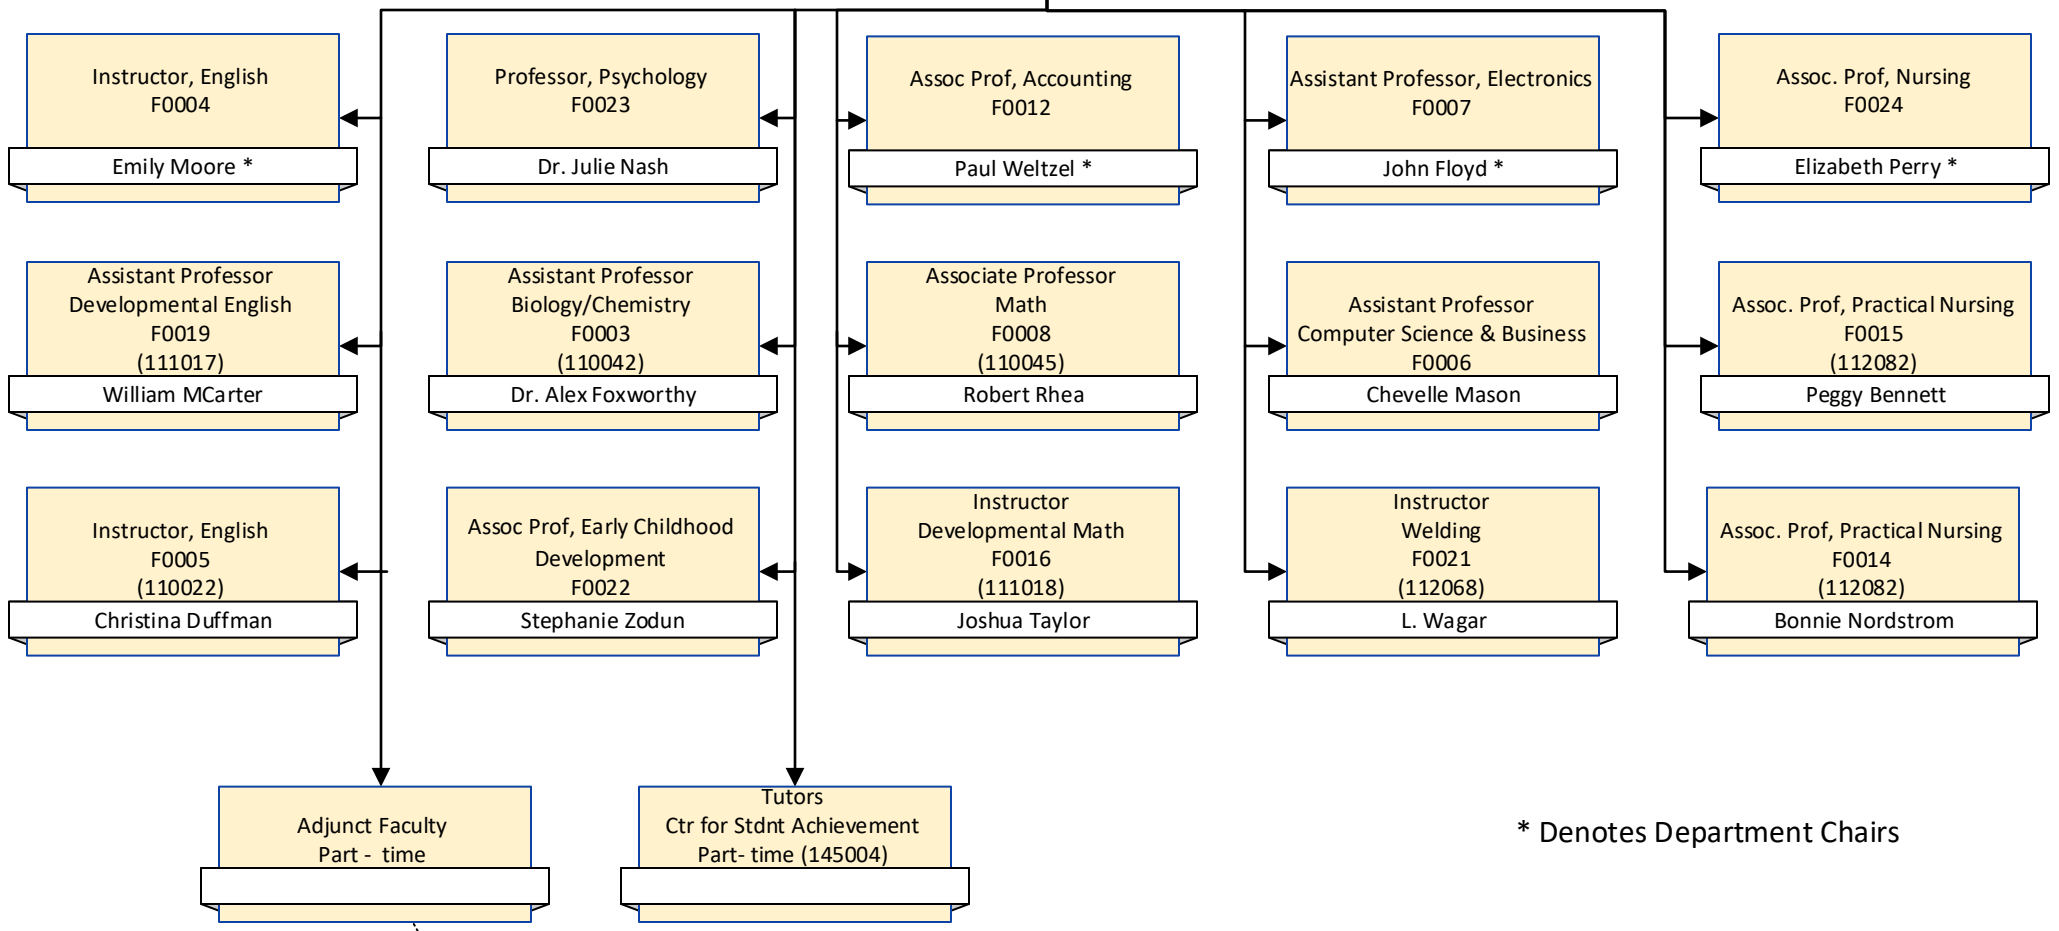 Instructor, English
F0004
Emily Moore *
Professor, Psychology
F0023
Dr. Julie Nash
Assoc Prof, Accounting
F0012
Paul Weltzel *
Assistant Professor, Electronics
F0007
John Floyd *
Assoc. Prof, Nursing
F0024
Elizabeth Perry *
Assistant Professor
Developmental English
F0019
(111017)
William MCarter
Assistant Professor
Biology/Chemistry
F0003
(110042)
Dr. Alex Foxworthy
Associate Professor
Math
F0008
(110045)
Robert Rhea
Assistant Professor
Computer Science & Business
F0006
Chevelle Mason
Assoc. Prof, Practical Nursing
F0015
(112082)
Peggy Bennett
Instructor, English
F0005
(110022)
Christina Duffman
Assoc Prof, Early Childhood
Development
F0022
Stephanie Zodun
Instructor
Developmental Math
F0016
(111018)
Joshua Taylor
Instructor
Welding
F0021
(112068)
L. Wagar
Assoc. Prof, Practical Nursing
F0014
(112082)
Bonnie Nordstrom
Adjunct Faculty
Part - time
Tutors
Ctr for Stdnt Achievement
Part- time (145004)
* Denotes Department Chairs